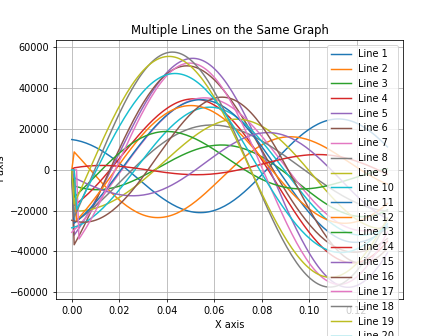 Multiple Lines on the Same Graph
60000
40000
20000
0
−20000
−40000
−60000
0.00
0.02
0.04
0.06
0.08
0.10
X axis
Line 1
Line 2
Line 3
Line 4
Line 5
Line 6
Line 7
Line 8
Line 9
Line 10
Line 11
Line 12
Line 13
Line 14
Line 15
Line 16
Line 17
Line 18
Line 19
Line 20